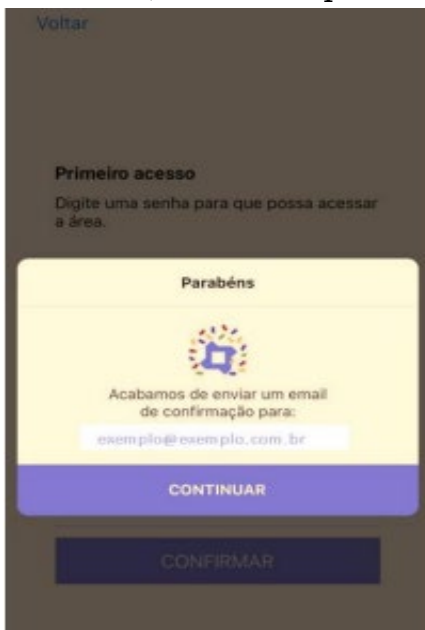 Voltar
Primeiro acesso
Digite uma senha para que possa acessar
a área.
Parabéns
Acabamos de enviar um email
de confirmação para:
exemplo@exemplo.com.br
CONTINUAR
CONFIRMAR